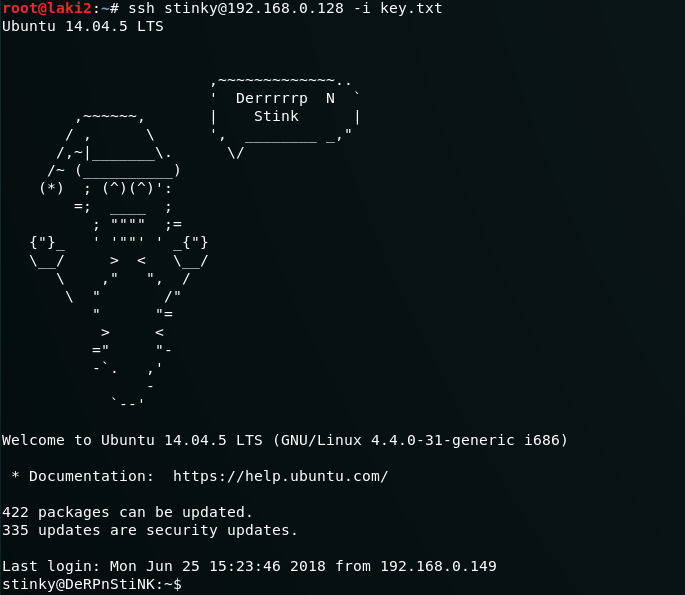 root@laki2:~# ssh stinky@192.168.0.128 -i key.txt
Ubuntu 14.04.5 LTS
                       ,~~~~~~~~~~~~~..
                       '  Derrrrrp  N  `
        ,~~~~~~,       |    Stink      |
       / ,      \      ',  ________ _,"
      /,~|_______\.      \/
     /~ (__________)
    (*)  ; (^)(^)':
        =;  ____  ;
          ; """"  ;=
   {"}_   ' '""' ' _{"}
   \__/     >  <   \__/
      \    ,"   ",  /
       \  "       /"
          "      "=
           >     <
          ="     "-
          -`.   ,'
                -
            `--'
Welcome to Ubuntu 14.04.5 LTS (GNU/Linux 4.4.0-31-generic i686)
 * Documentation:  https://help.ubuntu.com/
422 packages can be updated.
335 updates are security updates.
Last login: Mon Jun 25 15:23:46 2018 from 192.168.0.149
stinky@DeRPnStiNK:~$